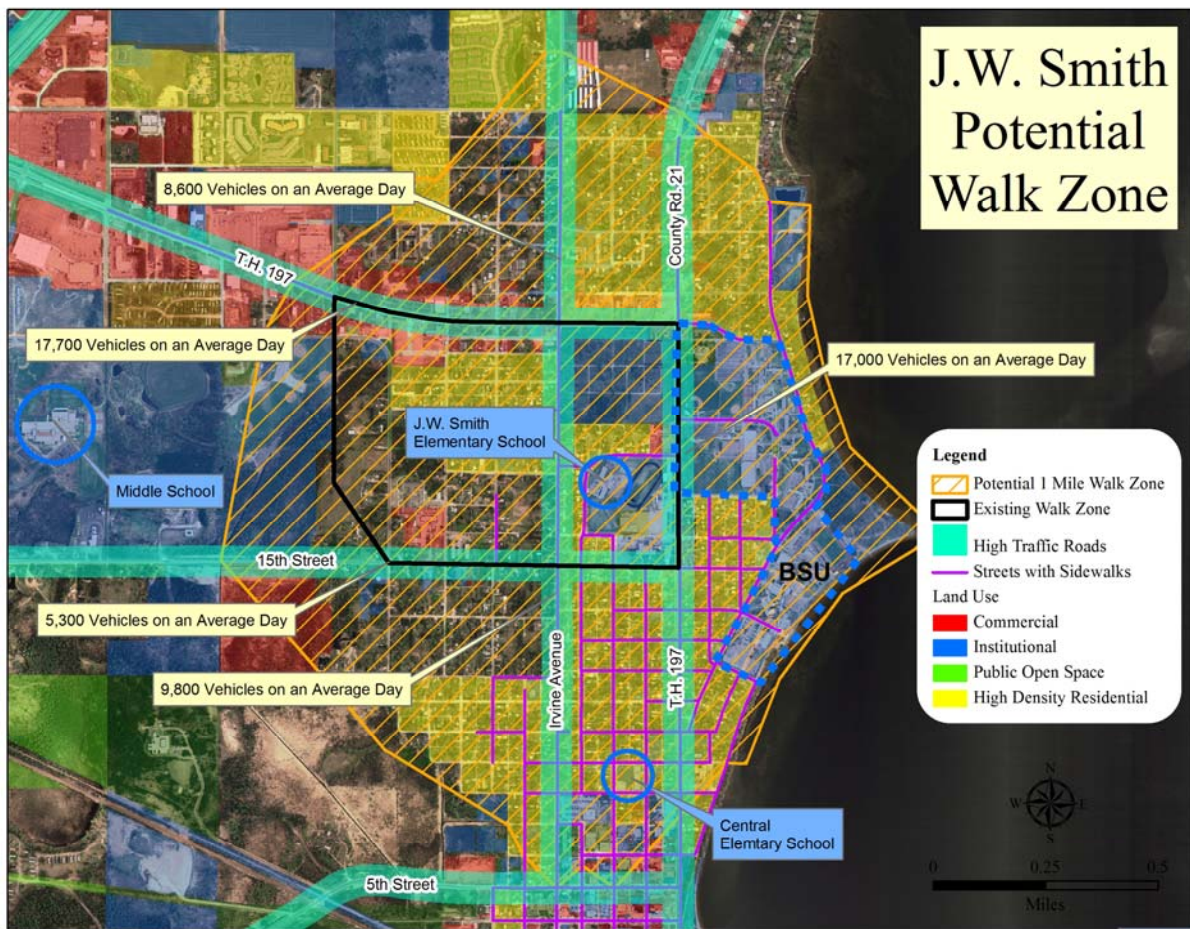 J.W. Smith
Potential
Walk Zone
8,600 Vehicles on an Average Day
County Rd. 21
T.H. 197
17,700 Vehicles on an Average Day
17,000 Vehicles on an Average Day
J.W. Smith
Elementary School
Middle School
15th Street
BSU
5,300 Vehicles on an Average Day
9,800 Vehicles on an Average Day
Irvine Avenue
T.H. 197
Central
Elemtary School
5th Street
Legend
Potential 1 Mile Walk Zone
Existing Walk Zone
High Traffic Roads
Streets with Sidewalks
Land Use
Commercial
Institutional
Public Open Space
High Density Residential
N
W E
S
0 0.25 0.5
Miles